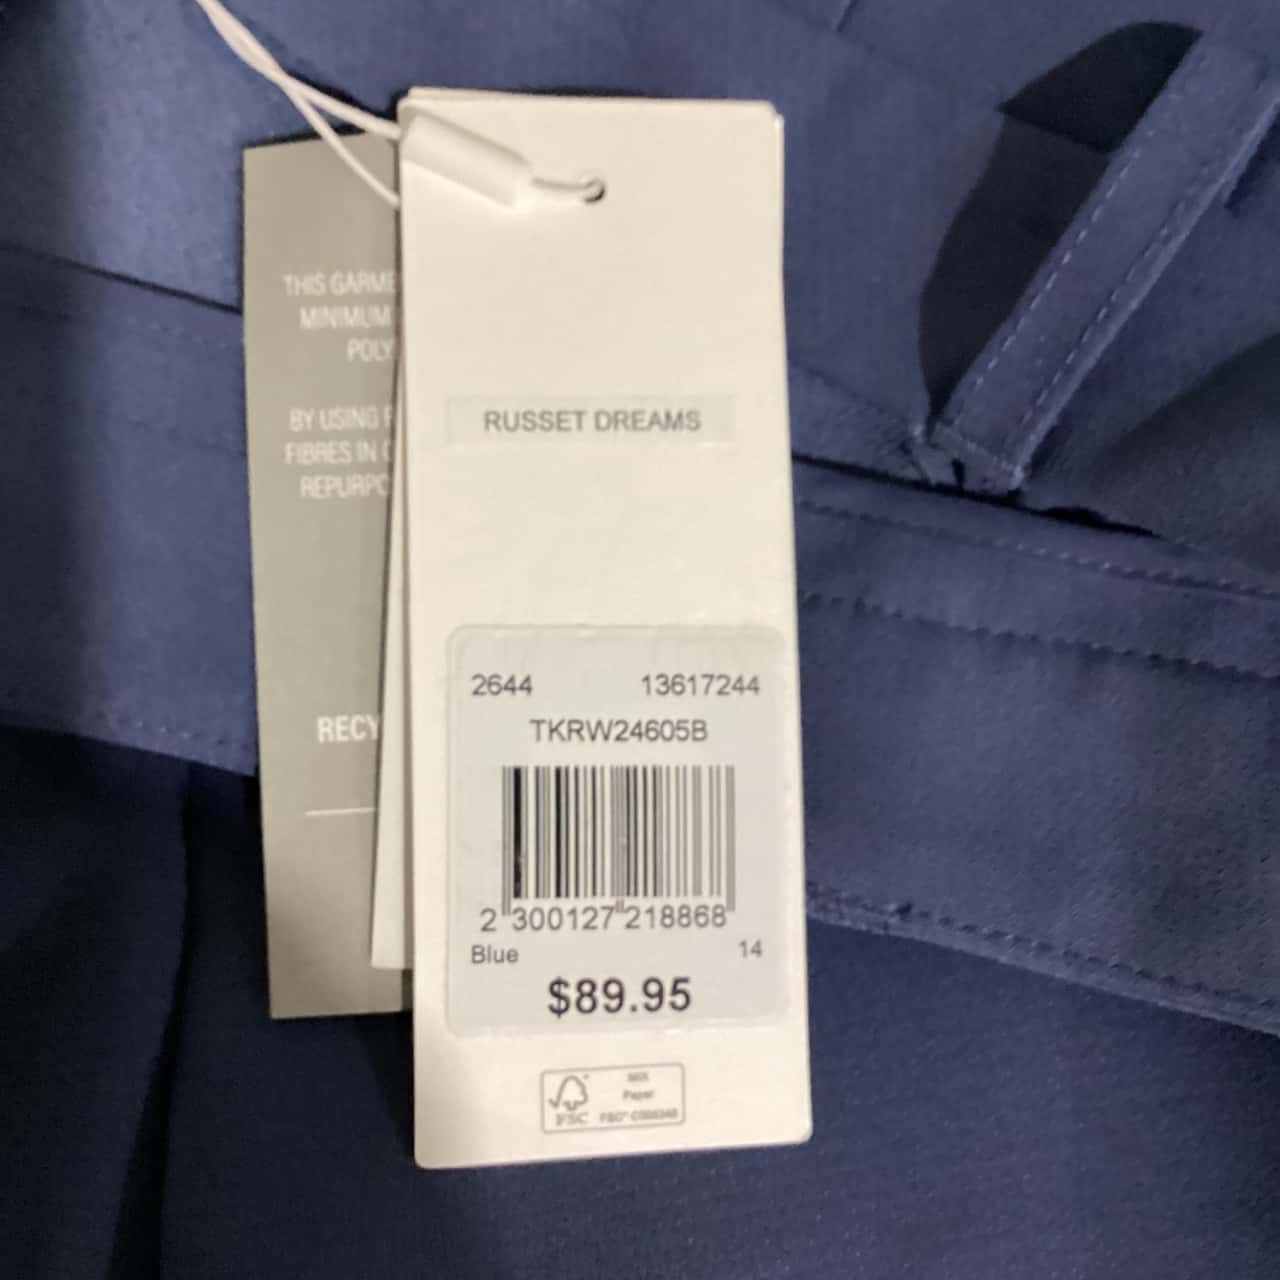 THIS GARME
MINIMUM
POLY
BY USING
FIBRES IN
REPURPO
RECY
RUSSET DREAMS
2644 13617244
TKRW24605B
2 300127 218868
Blue 14
$89.95
FSC
MIX
Paper